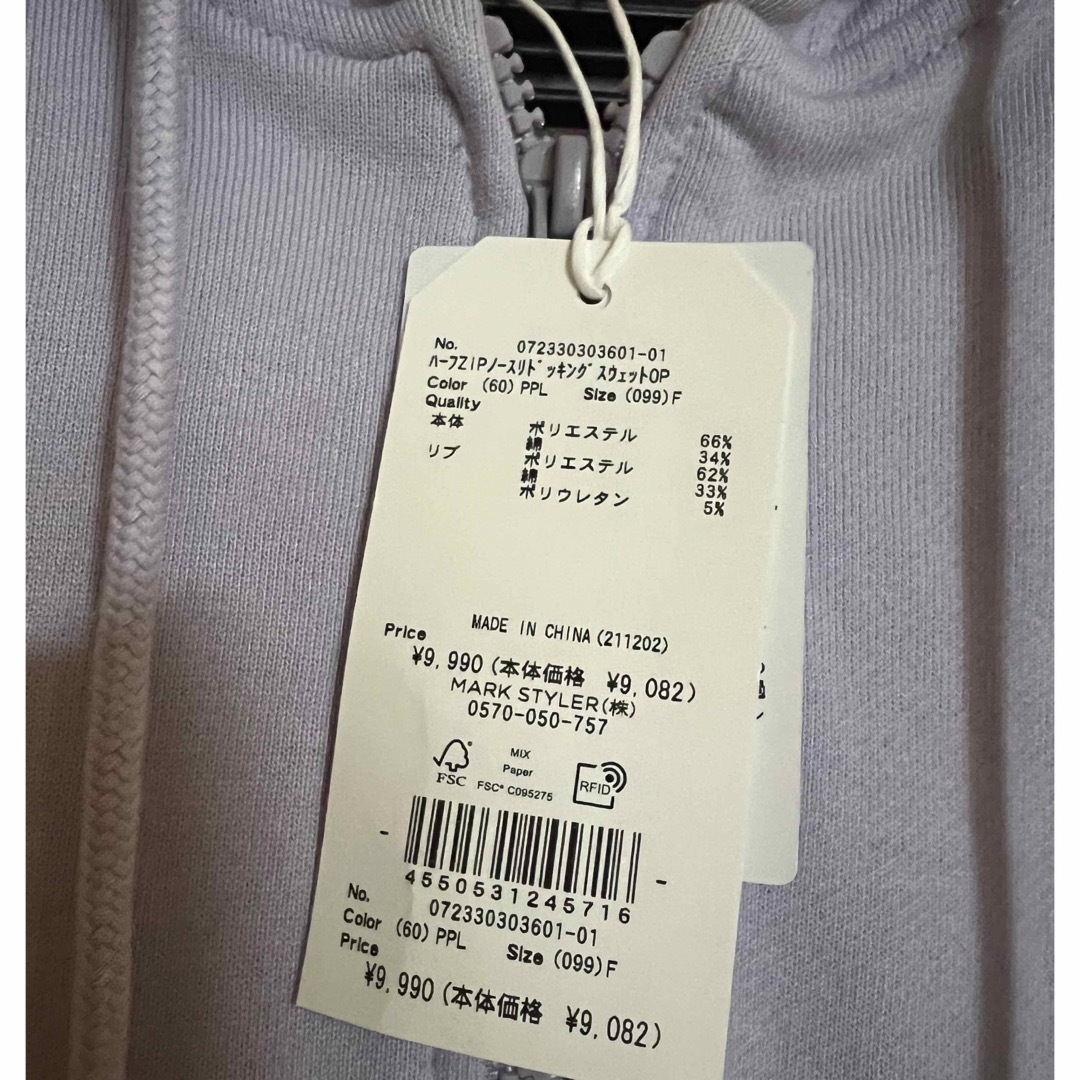 No. 072330303601-01
ﾊｰﾌZIPノースリﾄﾞッキングﾞスウェットOP
Color (60) PPL Size (099) F
Quality
本体 ポリエステル 66%
綿 34%
リブ ポリエステル 62%
綿 33%
ポリウレタン 5%
MADE IN CHINA (211202)
Price
¥9,990 (本体価格 ¥9,082)
MARK STYLER(株)
0570-050-757
MIX
Paper
FSC FSC® C095275
RFID
4550531245716
No. 072330303601-01
Color (60) PPL Size (099) F
Price
¥9,990 (本体価格 ¥9,082)